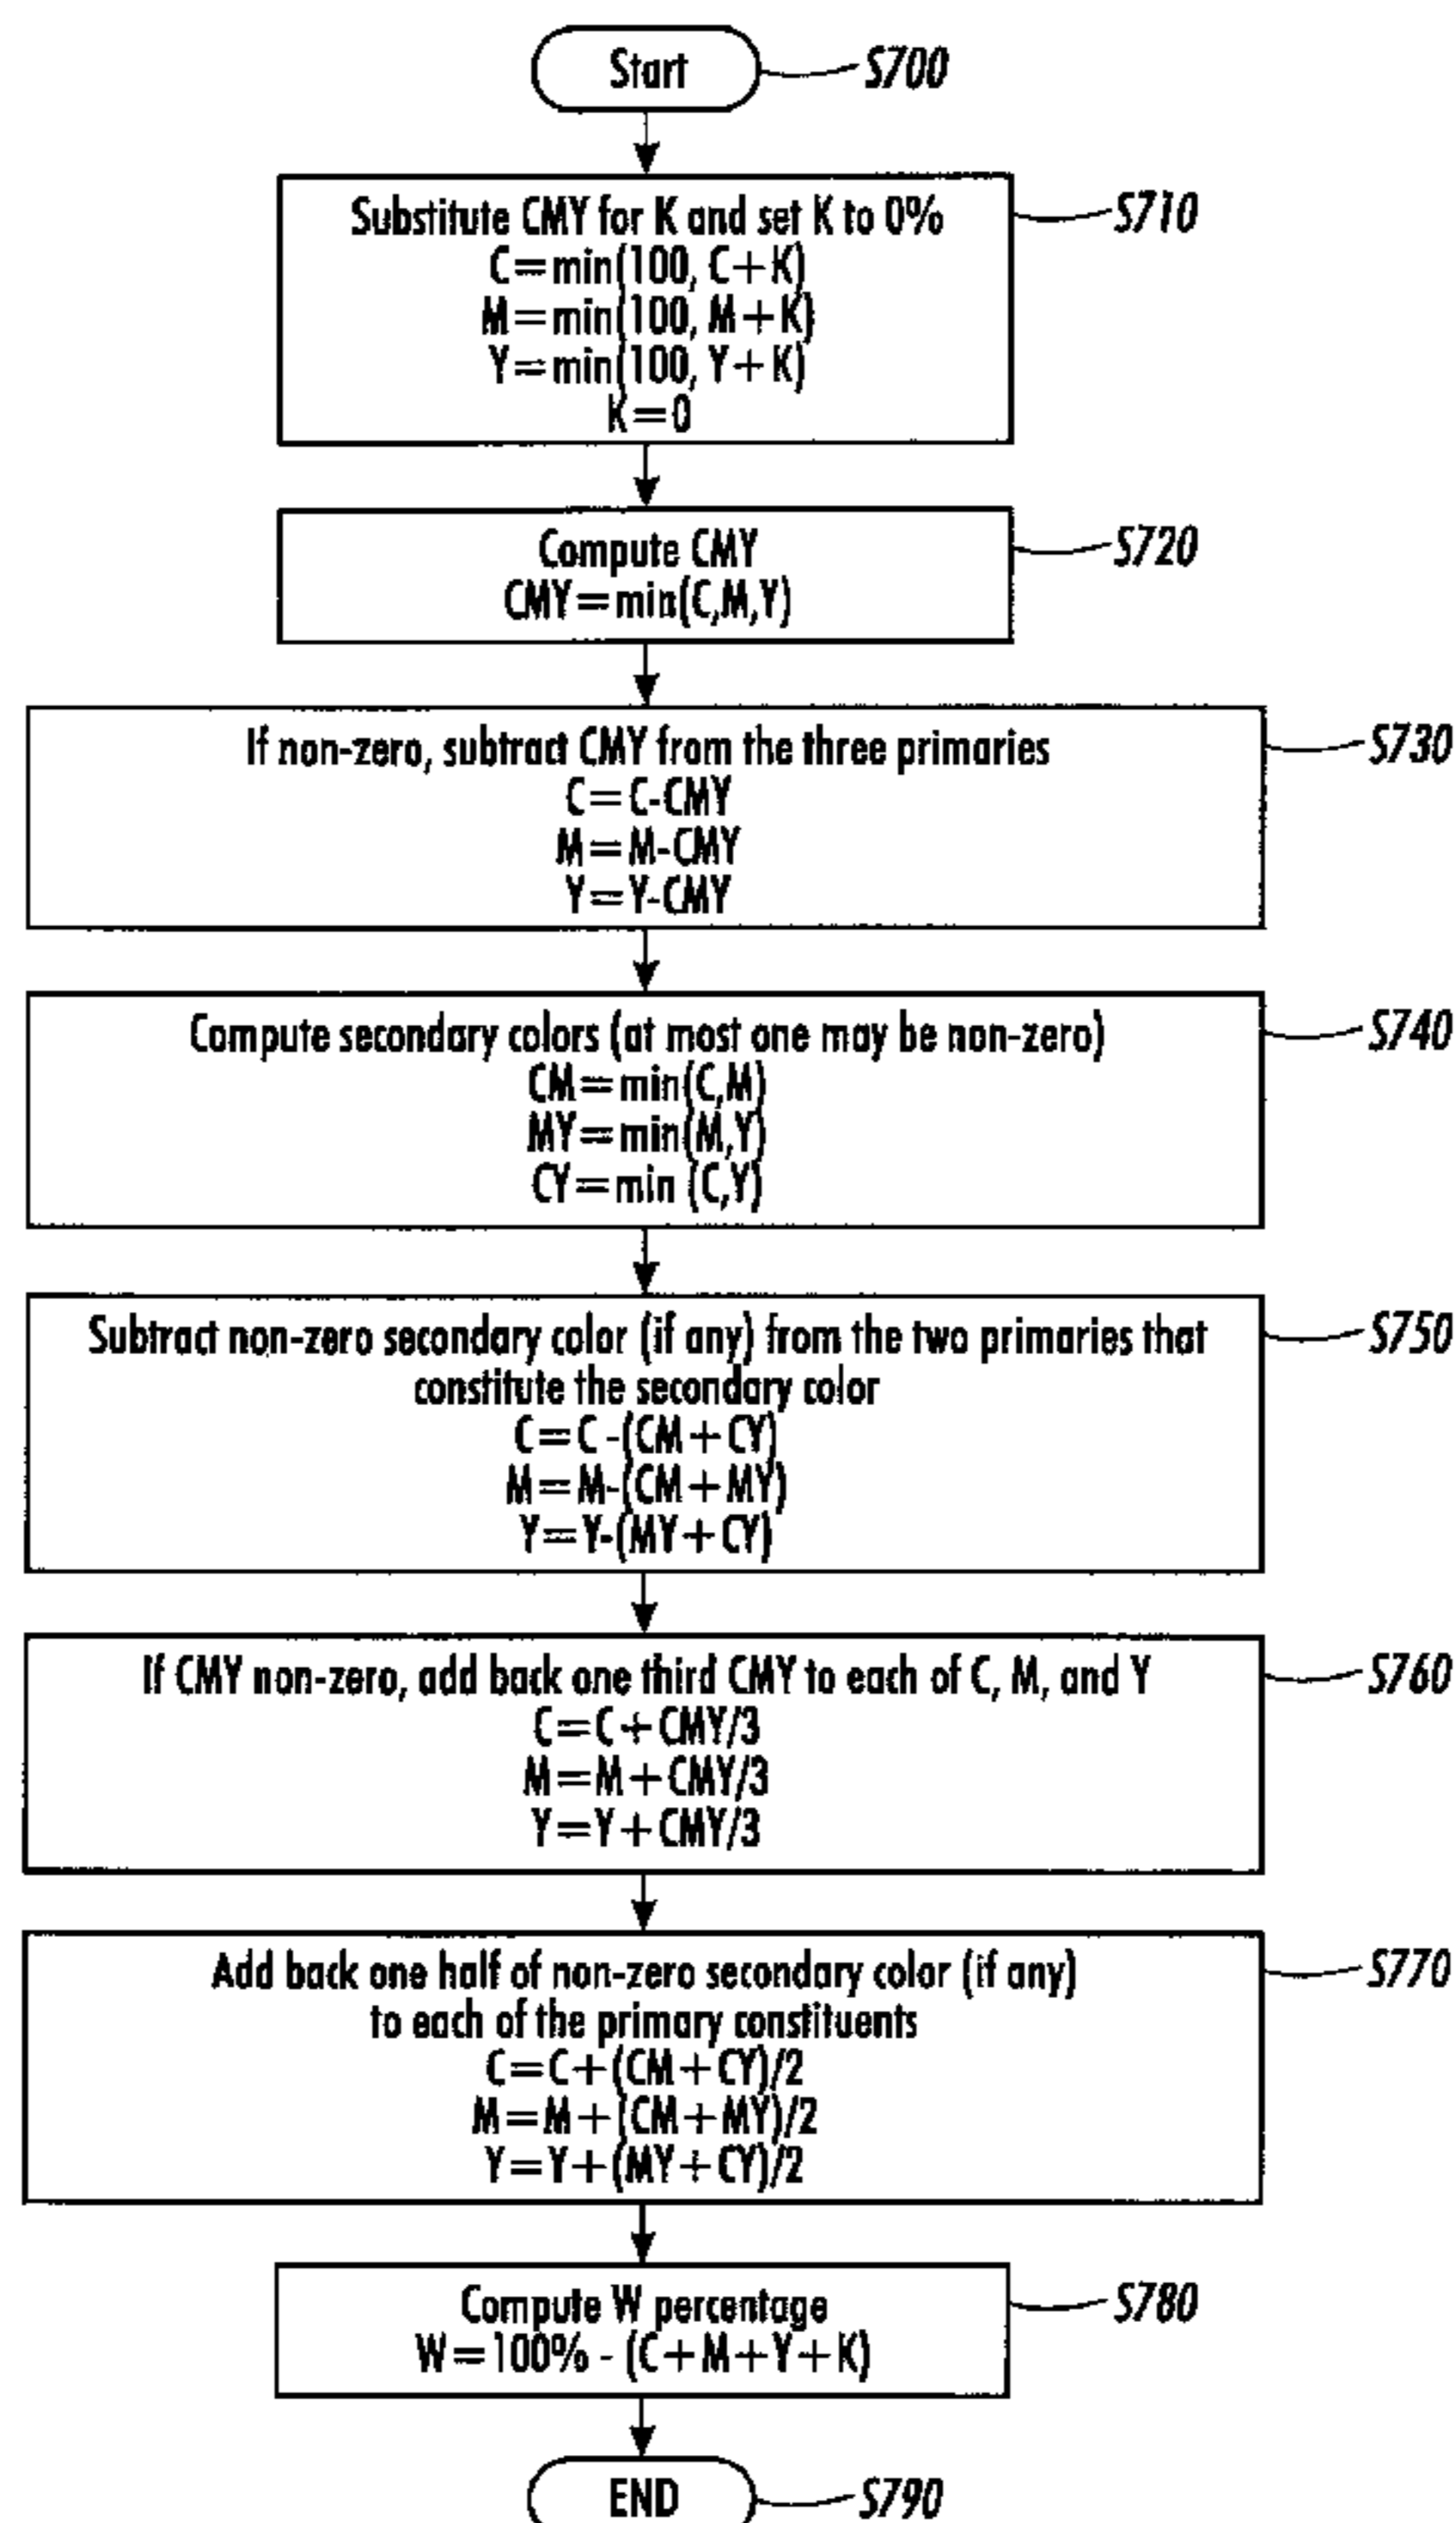 Start
S700
Substitute CMY for K and set K to 0%
C=min(100, C+K)
M=min(100, M+K)
Y=min(100, Y+K)
K=0
S710
Compute CMY
CMY=min(C,M,Y)
S720
If non-zero, subtract CMY from the three primaries
C=C-CMY
M=M-CMY
Y=Y-CMY
S730
Compute secondary colors (at most one may be non-zero)
CM=min(C,M)
MY=min(M,Y)
CY=min (C,Y)
S740
Subtract non-zero secondary color (if any) from the two primaries that
constitute the secondary color
C=C-(CM+CY)
M=M-(CM+MY)
Y=Y-(MY+CY)
S750
If CMY non-zero, add back one third CMY to each of C, M, and Y
C=C+CMY/3
M=M+CMY/3
Y=Y+CMY/3
S760
Add back one half of non-zero secondary color (if any)
to each of the primary constituents
C=C+(CM+CY)/2
M=M+(CM+MY)/2
Y=Y+(MY+CY)/2
S770
Compute W percentage
W=100% - (C+M+Y+K)
S780
END
S790